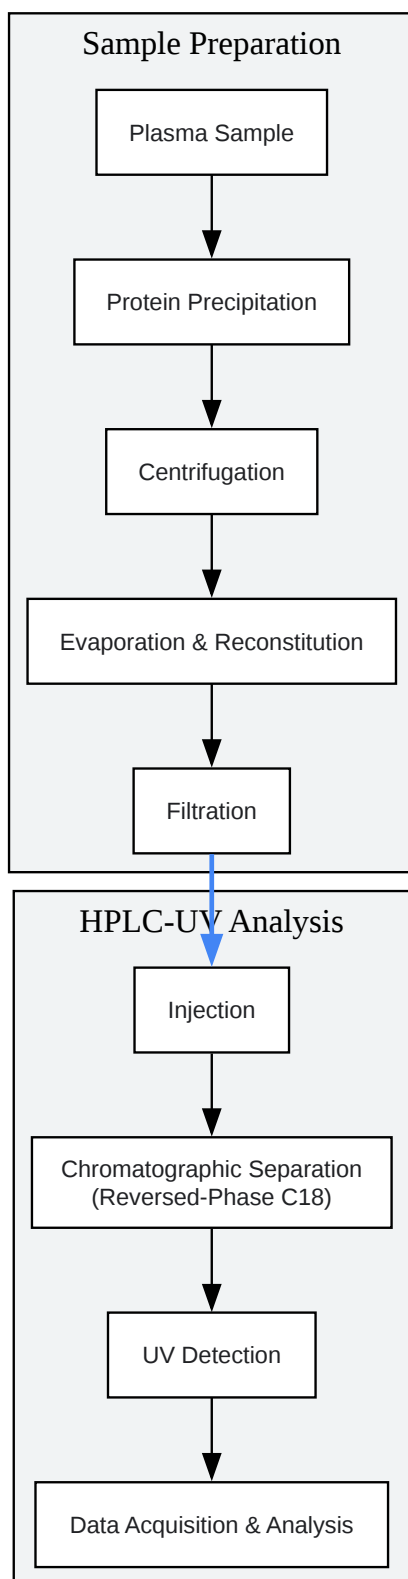 Sample Preparation
Plasma Sample
Protein Precipitation
Centrifugation
Evaporation & Reconstitution
Filtration
HPLC-UV Analysis
Injection
Chromatographic Separation
(Reversed-Phase C18)
UV Detection
Data Acquisition & Analysis